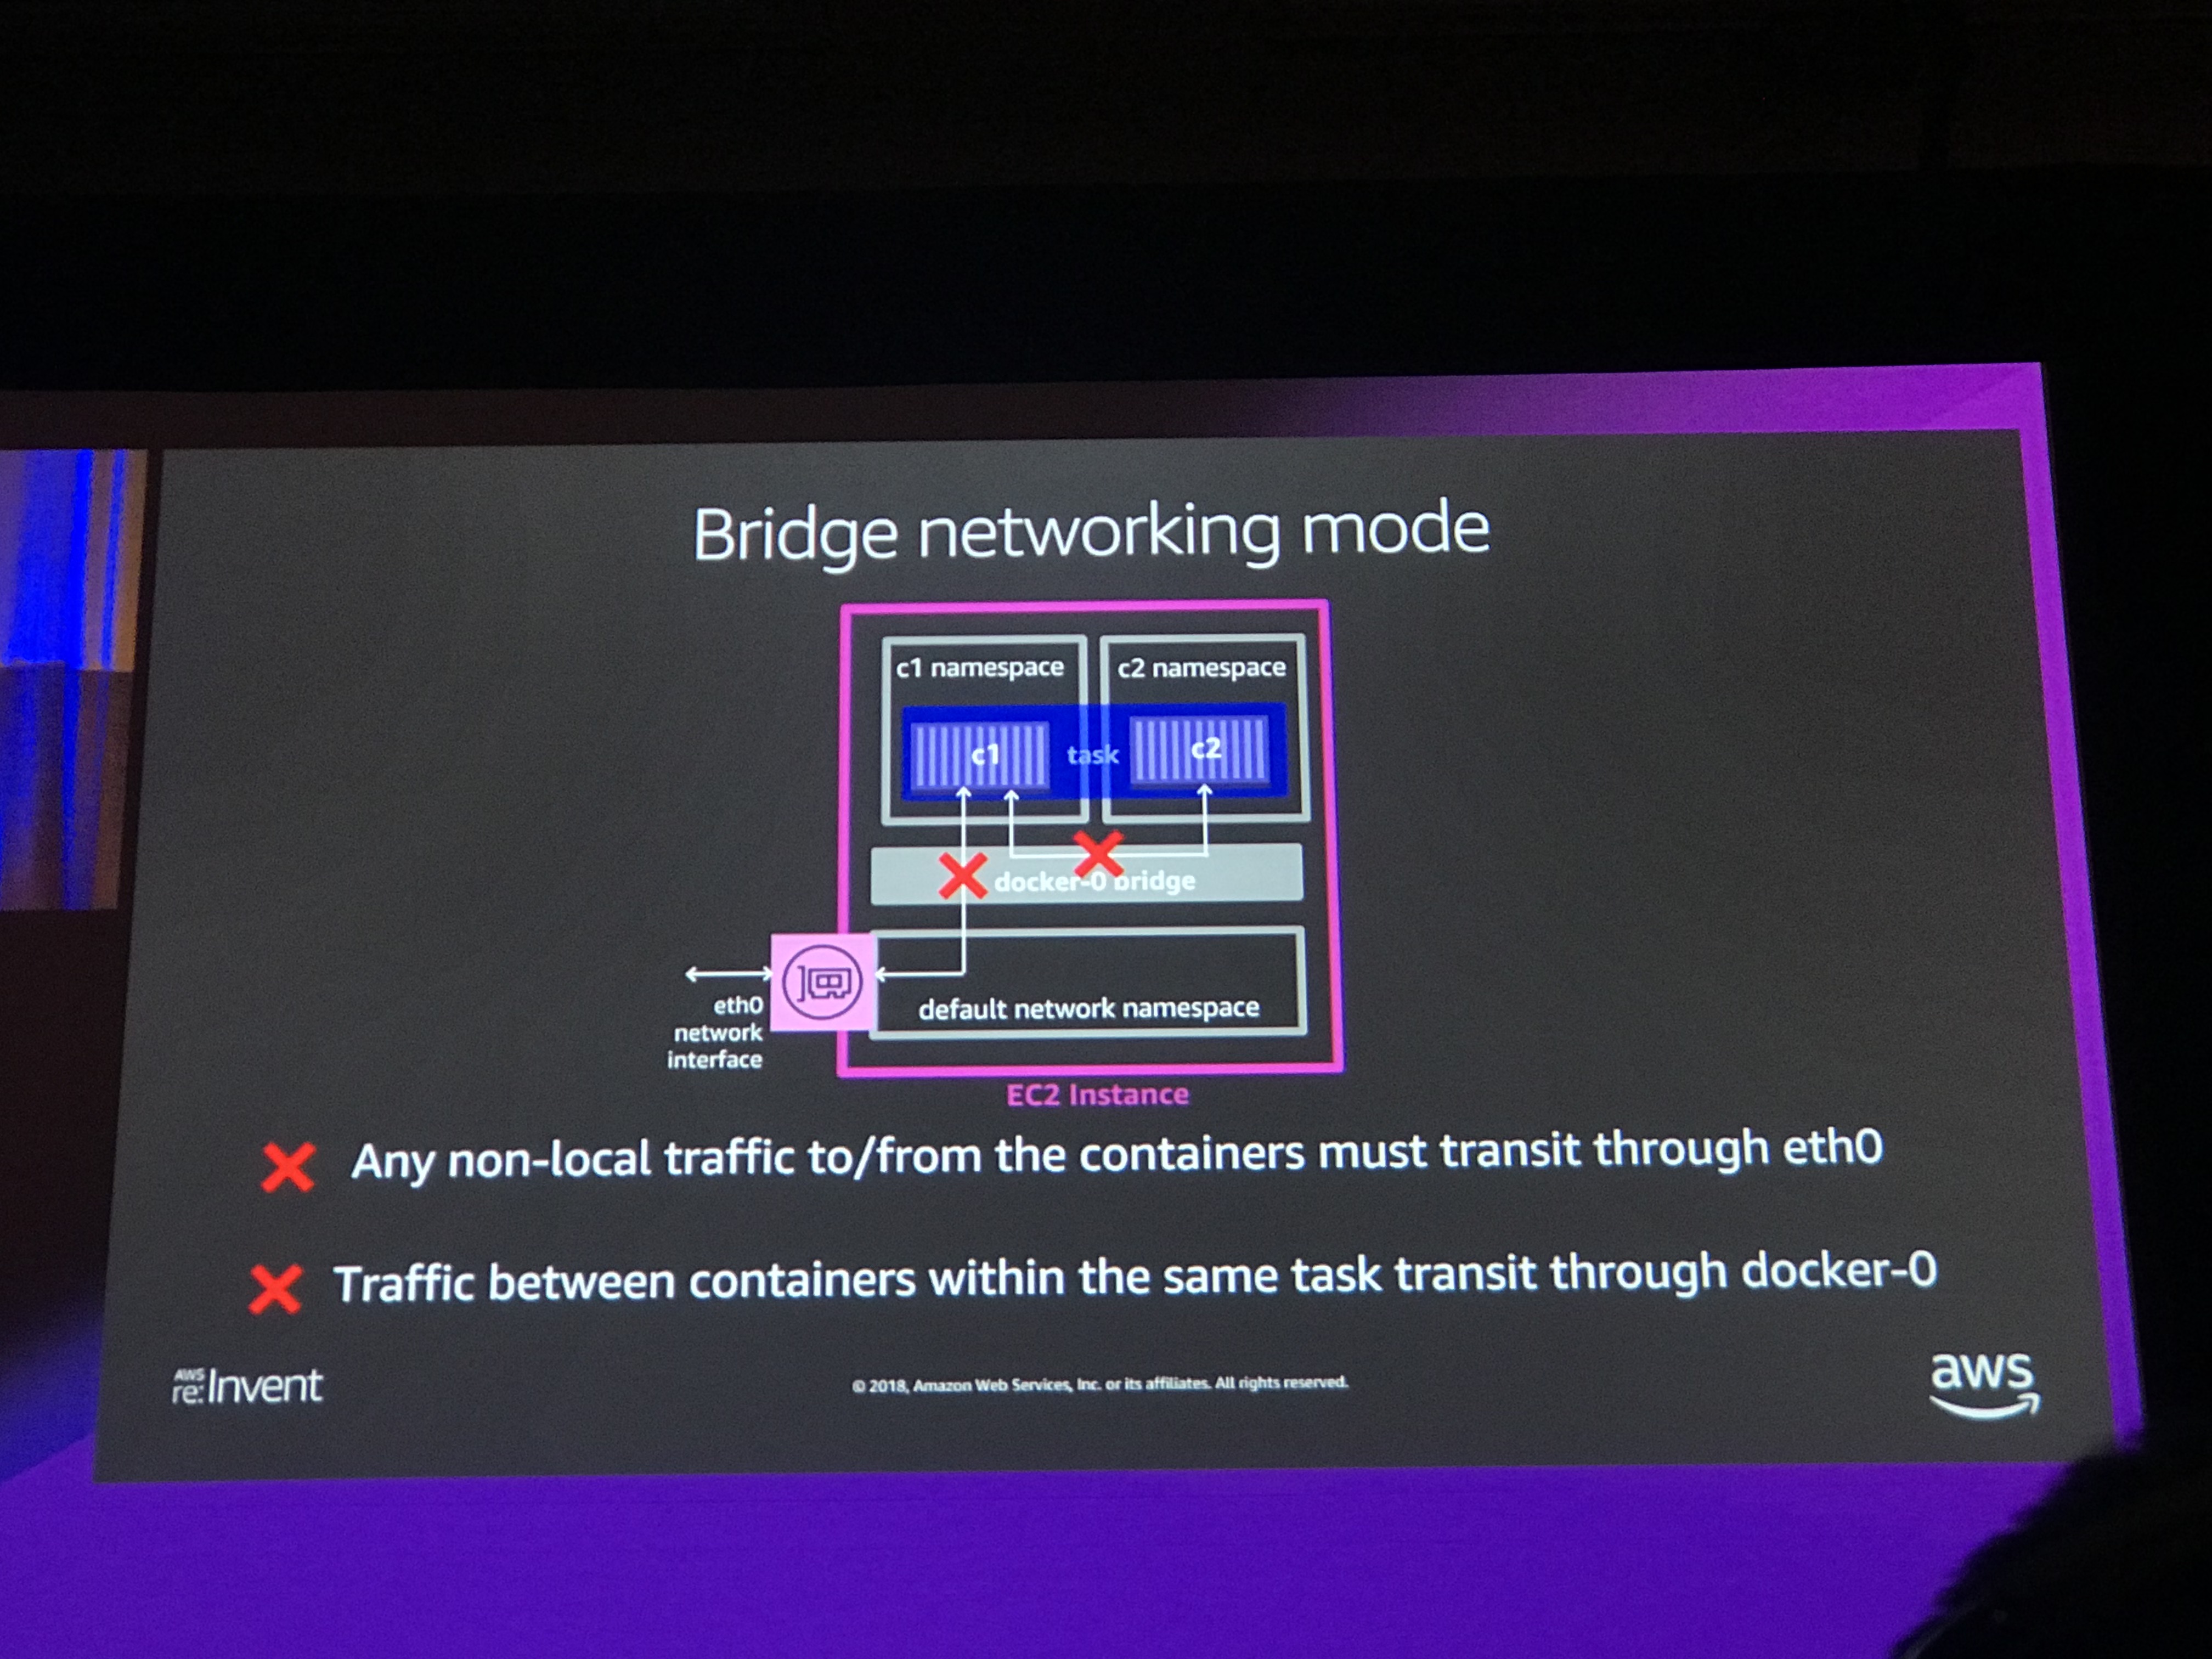 Bridge networking mode
c1 namespace
c2 namespace
c1
task
c2
docker-0 bridge
default network namespace
eth0
network
interface
EC2 Instance
Any non-local traffic to/from the containers must transit through eth0
Traffic between containers within the same task transit through docker-0
AWS
re:Invent
© 2018, Amazon Web Services, Inc. or its affiliates. All rights reserved.
aws